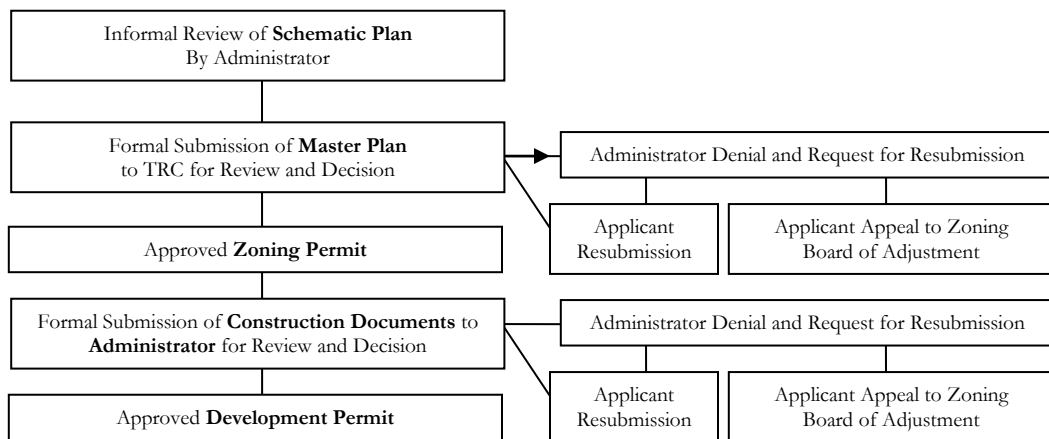 Informal Review of Schematic Plan
By Administrator
Formal Submission of Master Plan
to TRC for Review and Decision
Administrator Denial and Request for Resubmission
Applicant
Resubmission
Applicant Appeal to Zoning
Board of Adjustment
Approved Zoning Permit
Formal Submission of Construction Documents to
Administrator for Review and Decision
Administrator Denial and Request for Resubmission
Applicant
Resubmission
Applicant Appeal to Zoning
Board of Adjustment
Approved Development Permit